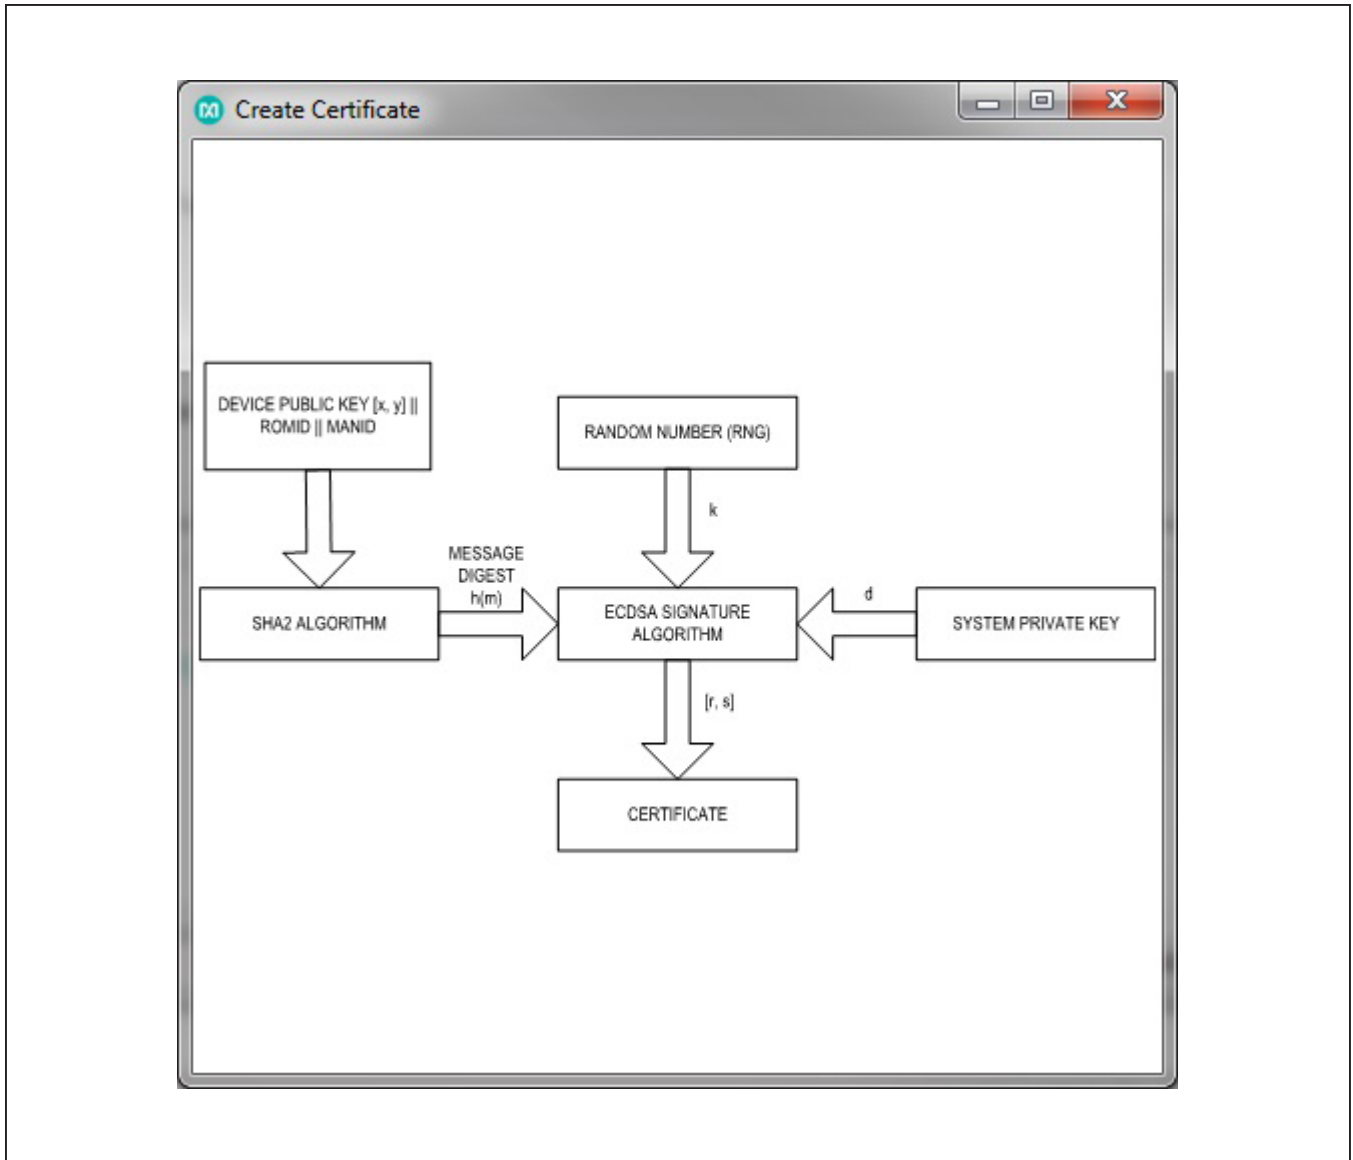 Create Certificate
DEVICE PUBLIC KEY [x, y] ||
ROMID || MANID
RANDOM NUMBER (RNG)
k
MESSAGE
DIGEST
h(m)
SHA2 ALGORITHM
ECDSA SIGNATURE
ALGORITHM
d
SYSTEM PRIVATE KEY
[r, s]
CERTIFICATE